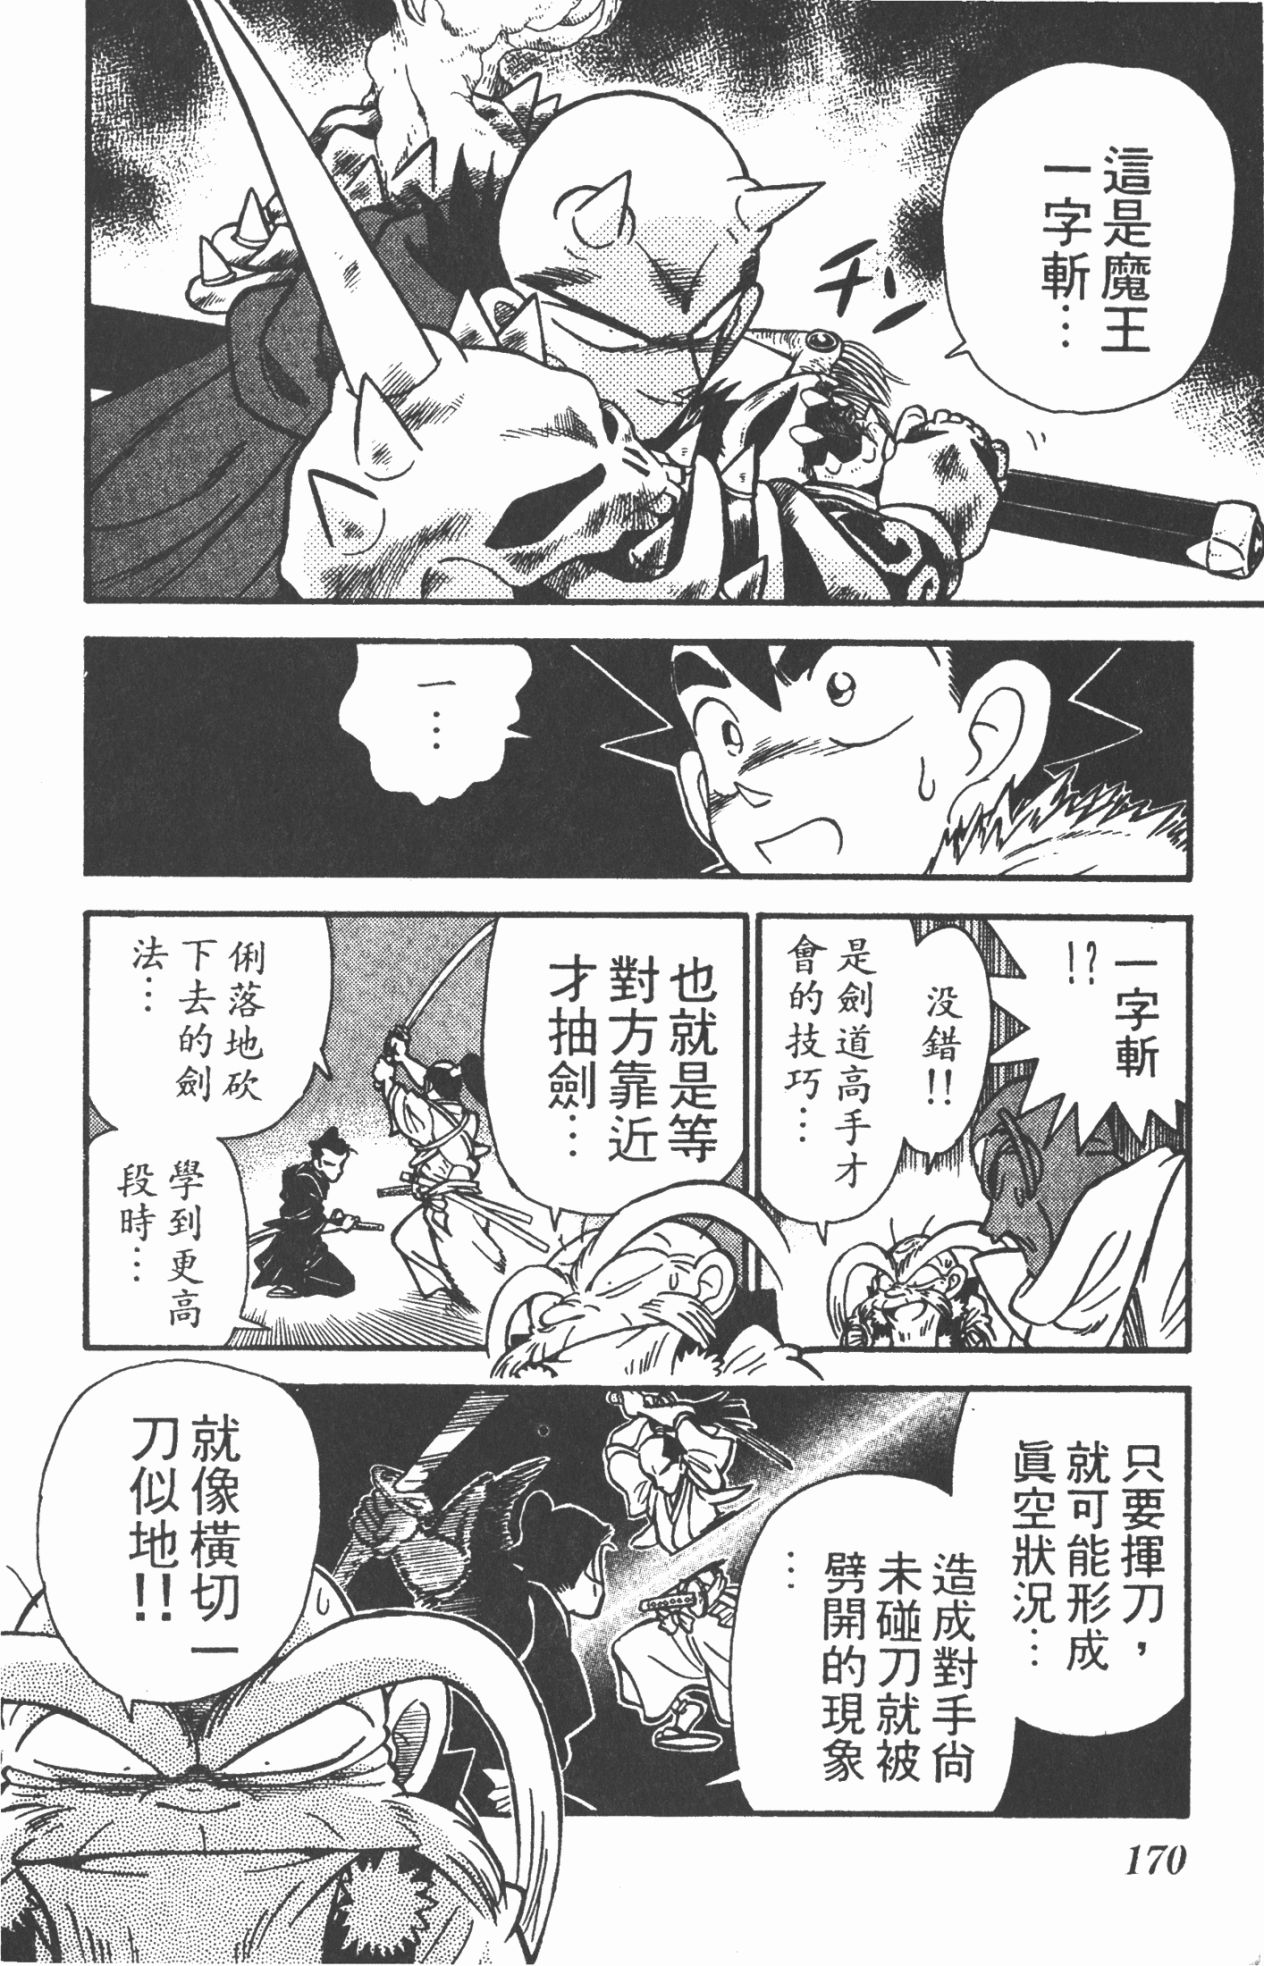 這是魔王
一字斬…
チン
一…
一字斬
!?
没錯!!
是劍道高手才
會的技巧…
也就是等
對方靠近
才抽劍…
俐落地砍
下去的劍
法…
學到更高
段時…
只要揮刀，
就可能形成
眞空狀況…
造成對手尙
未碰刀就被
劈開的現象
…
就像橫切一
刀似地!!
170